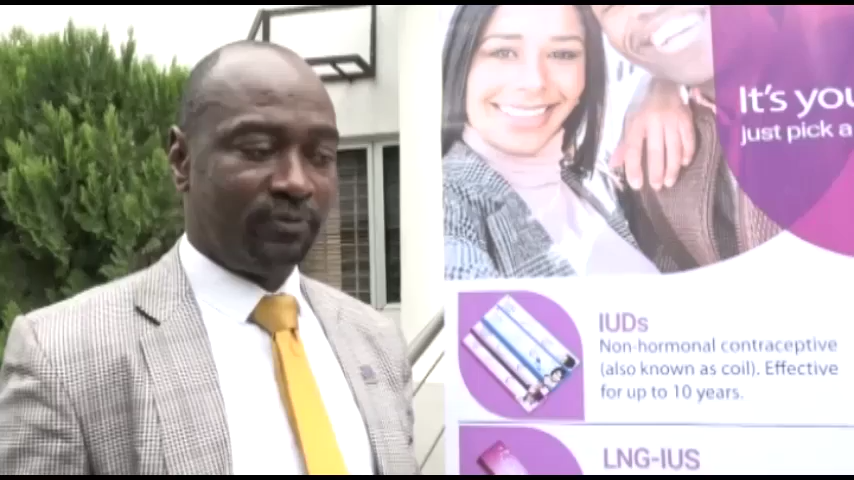 It's you
just pick a
IUDs
Non-hormonal contraceptive
(also known as coil). Effective
for up to 10 years.
LNG-IUS